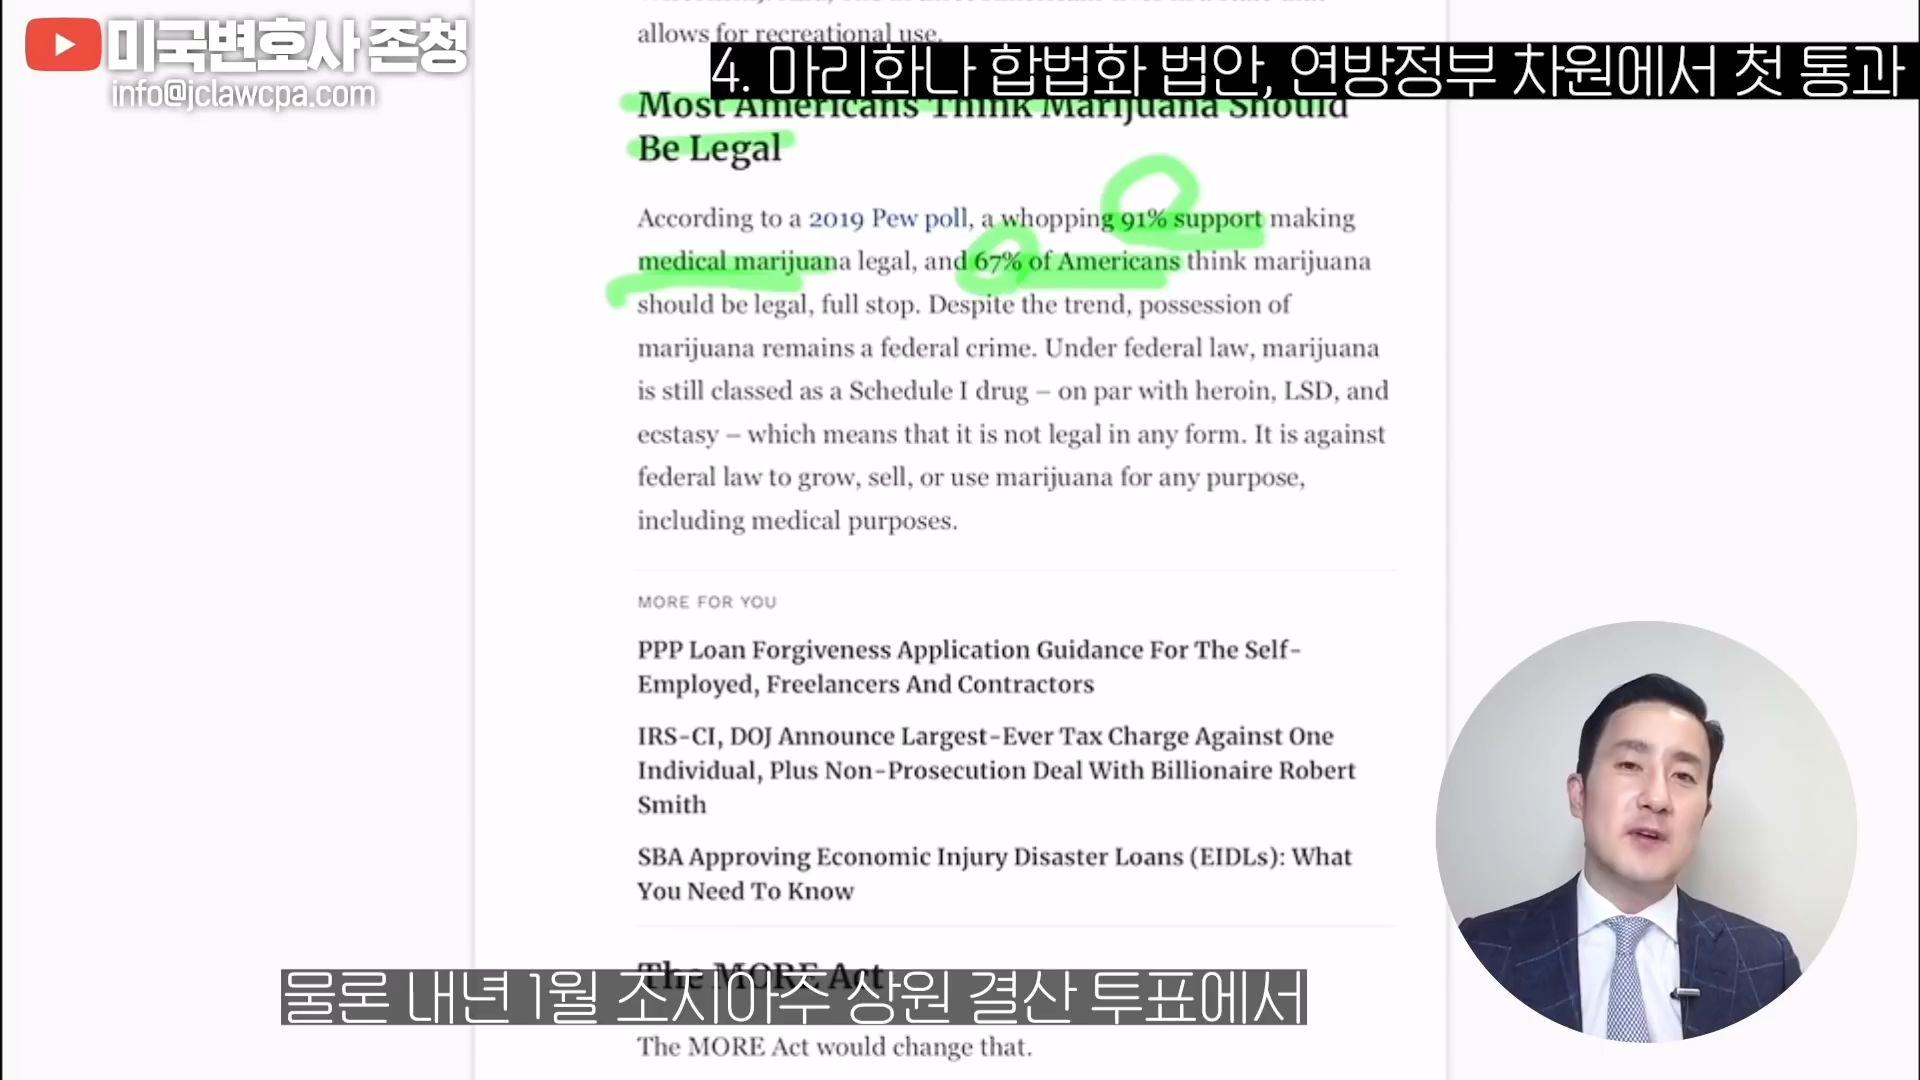 미국변호사 존청
info@jclawcpa.com
allows for recreational use.
4. 마리화나 합법화 법안, 연방정부 차원에서 첫 통과
Most Americans Think Marijuana Should
Be Legal
According to a 2019 Pew poll, a whopping 91% support making
medical marijuana legal, and 67% of Americans think marijuana
should be legal, full stop. Despite the trend, possession of
marijuana remains a federal crime. Under federal law, marijuana
is still classed as a Schedule I drug – on par with heroin, LSD, and
ecstasy – which means that it is not legal in any form. It is against
federal law to grow, sell, or use marijuana for any purpose,
including medical purposes.
MORE FOR YOU
PPP Loan Forgiveness Application Guidance For The Self-
Employed, Freelancers And Contractors
IRS-CI, DOJ Announce Largest-Ever Tax Charge Against One
Individual, Plus Non-Prosecution Deal With Billionaire Robert
Smith
SBA Approving Economic Injury Disaster Loans (EIDLs): What
You Need To Know
The MORE Act
물론 내년 1월 조지아주 상원 결산 투표에서
The MORE Act would change that.